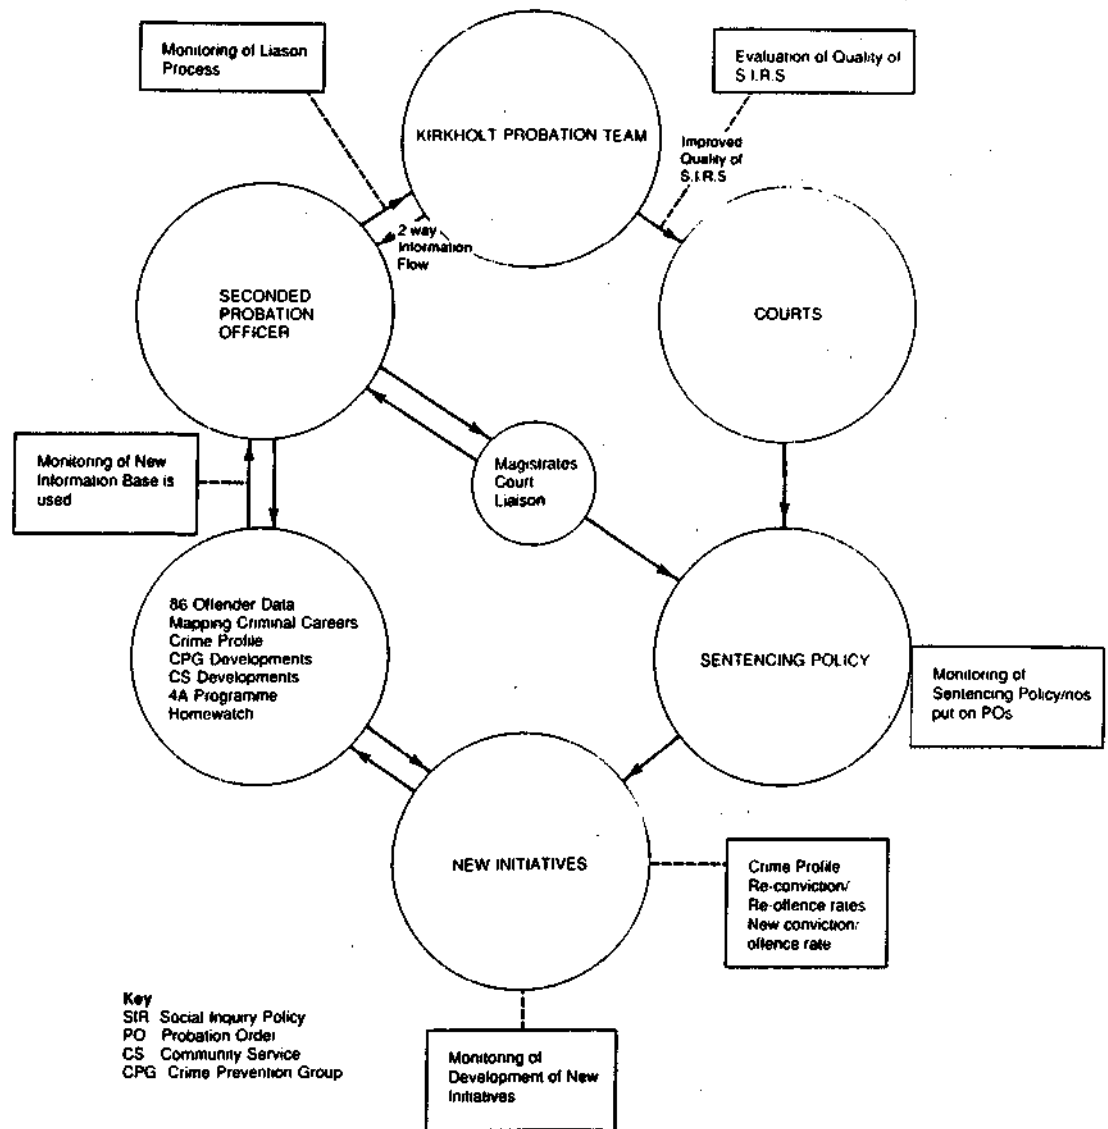 Monitoring of Liason
Process
Evaluation of Quality of
S.I.R.S
KIRKHOLT PROBATION TEAM
Improved
Quality of
S.I.R.S
2 way
Information
Flow
SECONDED
PROBATION
OFFICER
COURTS
Monitoring of New
Information Base is
used
Magistrates
Court
Liaison
86 Offender Data
Mapping Criminal Careers
Crime Profile
CPG Developments
CS Developments
4A Programme
Homewatch
SENTENCING POLICY
Monitoring of
Sentencing Policy/nos
put on POs
NEW INITIATIVES
Crime Profile
Re-conviction/
Re-offence rates
New conviction/
offence rate
Key
SIR Social Inquiry Policy
PO Probation Order
CS Community Service
CPG Crime Prevention Group
Monitoring of
Development of New
Initiatives